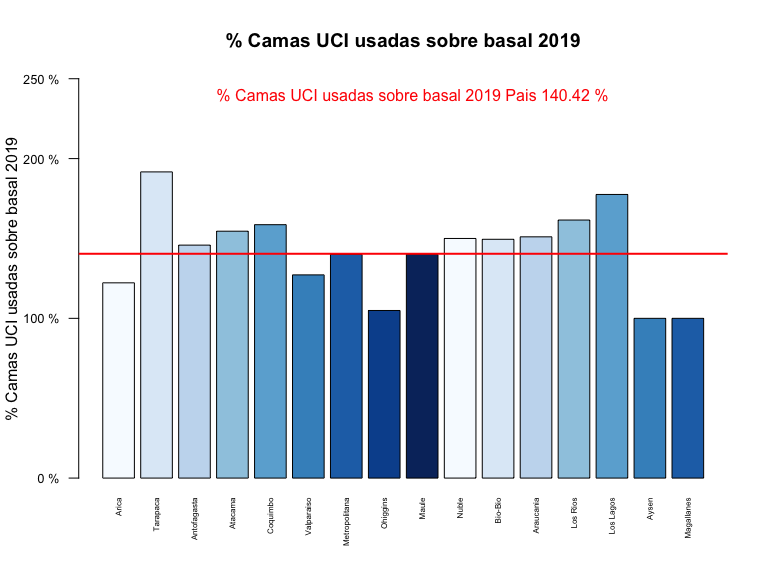 % Camas UCI usadas sobre basal 2019
% Camas UCI usadas sobre basal 2019 Pais 140.42 %
% Camas UCI usadas sobre basal 2019
250 %
200 %
100 %
0 %
Arica
Tarapaca
Antofagasta
Atacama
Coquimbo
Valparaiso
Metropolitana
Ohiggins
Maule
Nuble
Bio-Bio
Araucania
Los Rios
Los Lagos
Aysen
Magallanes